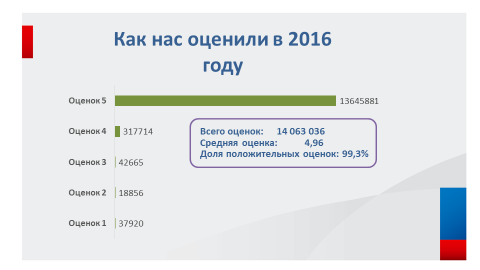 Как нас оценили в 2016
году
Оценок 5 13645881
Оценок 4 317714
Оценок 3 42665
Оценок 2 18856
Оценок 1 37920
Всего оценок: 14 063 036
Средняя оценка: 4,96
Доля положительных оценок: 99,3%